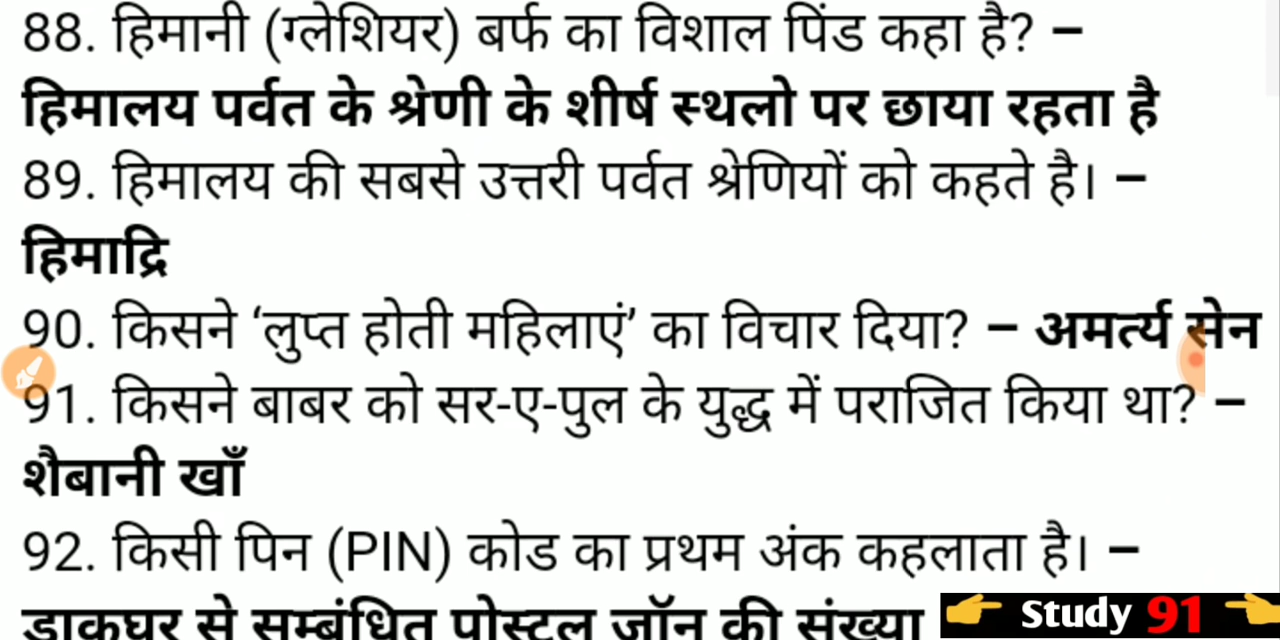 88. हिमानी (ग्लेशियर) बर्फ का विशाल पिंड कहा है? –
हिमालय पर्वत के श्रेणी के शीर्ष स्थलो पर छाया रहता है
89. हिमालय की सबसे उत्तरी पर्वत श्रेणियों को कहते है। –
हिमाद्रि
90. किसने ‘लुप्त होती महिलाएं’ का विचार दिया? – अमर्त्य सेन
91. किसने बाबर को सर-ए-पुल के युद्ध में पराजित किया था? –
शैबानी खाँ
92. किसी पिन (PIN) कोड का प्रथम अंक कहलाता है। –
डाकघर से सम्बंधित पोस्टल जॉन की संख्या
Study 91